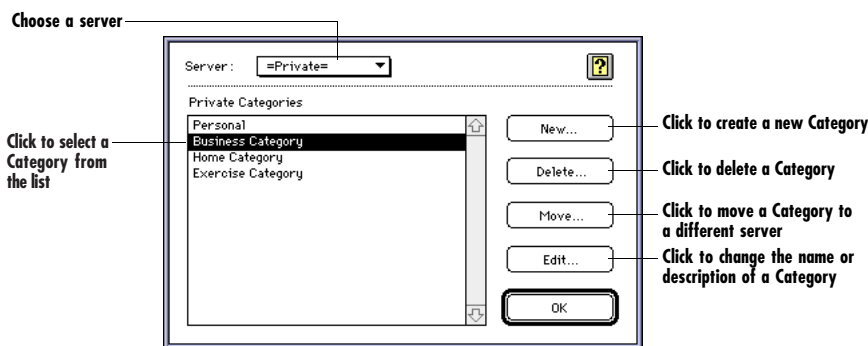 Choose a server
Server: =Private=
?
Private Categories
Personal
Business Category
Home Category
Exercise Category
Click to select a
Category from
the list
New...
Delete...
Move...
Edit...
OK
Click to create a new Category
Click to delete a Category
Click to move a Category to
a different server
Click to change the name or
description of a Category